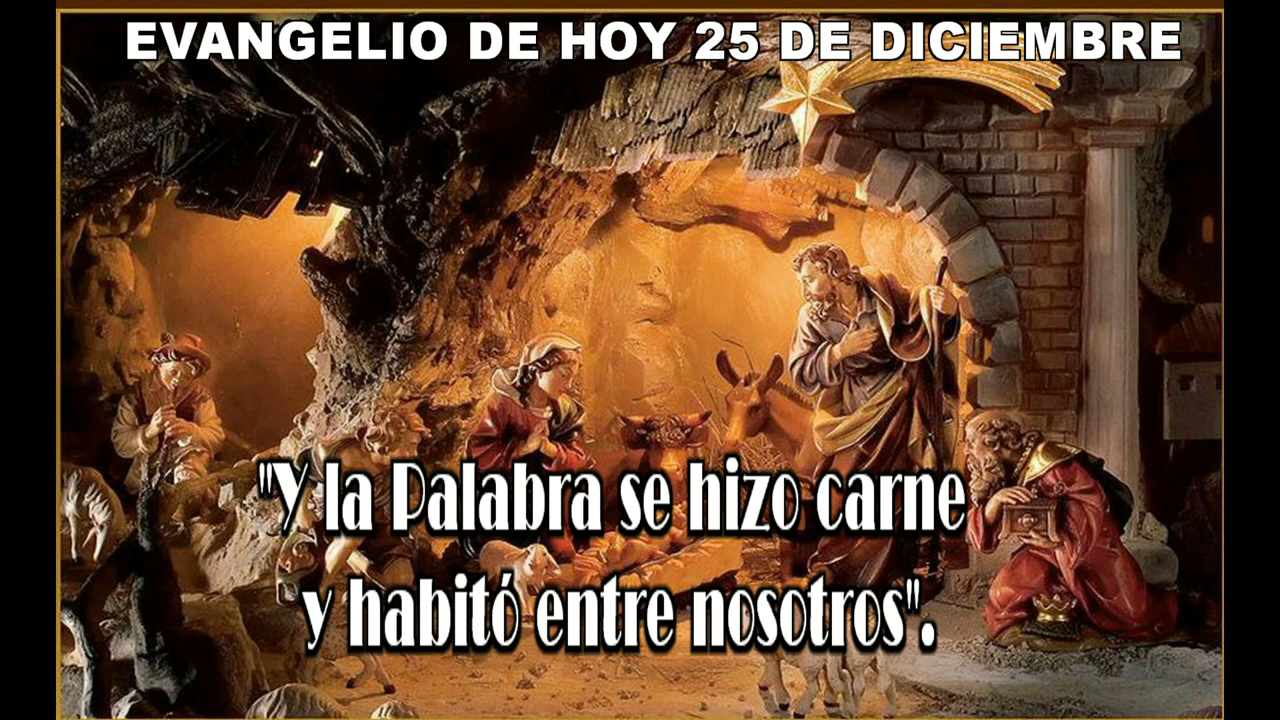 EVANGELIO DE HOY 25 DE DICIEMBRE
"Y la Palabra se hizo carne
y habitó entre nosotros".